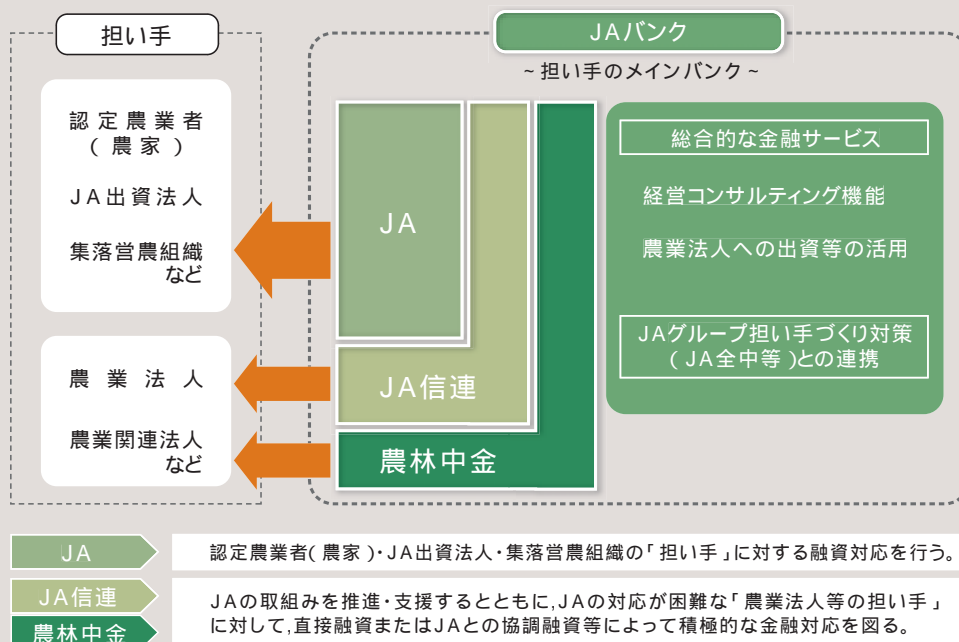 担い手
認定農業者
(農家)
JA出資法人
集落営農組織
など
農業法人
農業関連法人
など
JAバンク
~担い手のメインバンク~
JA
JA信連
農林中金
総合的な金融サービス
経営コンサルティング機能
農業法人への出資等の活用
JAグループ担い手づくり対策
(JA全中等)との連携
JA
認定農業者(農家)・JA出資法人・集落営農組織の「担い手」に対する融資対応を行う。
JA信連
農林中金
JAの取組みを推進・支援するとともに,JAの対応が困難な「農業法人等の担い手」
に対して,直接融資またはJAとの協調融資等によって積極的な金融対応を図る。